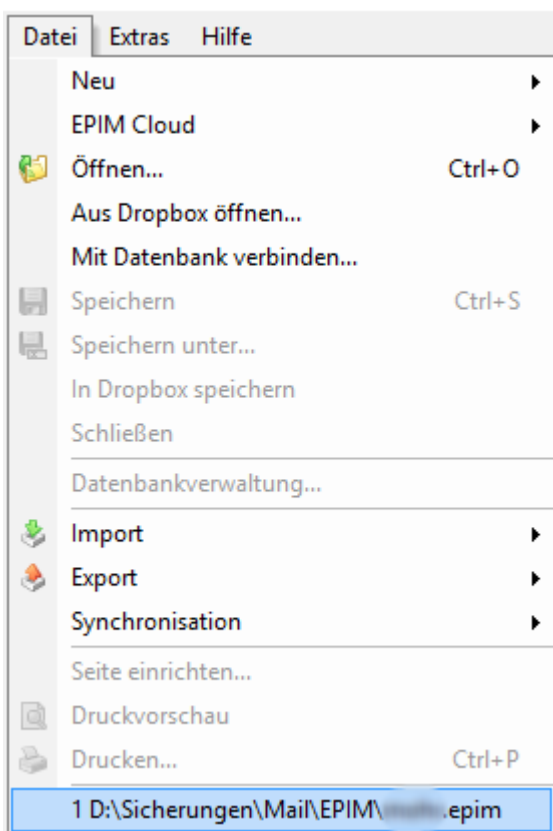 Datei Extras Hilfe
Neu
EPIM Cloud
Öffnen... Ctrl+O
Aus Dropbox öffnen...
Mit Datenbank verbinden...
Speichern Ctrl+S
Speichern unter...
In Dropbox speichern
Schließen
Datenbankverwaltung...
Import
Export
Synchronisation
Seite einrichten...
Druckvorschau
Drucken... Ctrl+P
1 D:\Sicherungen\Mail\EPIM\ .epim